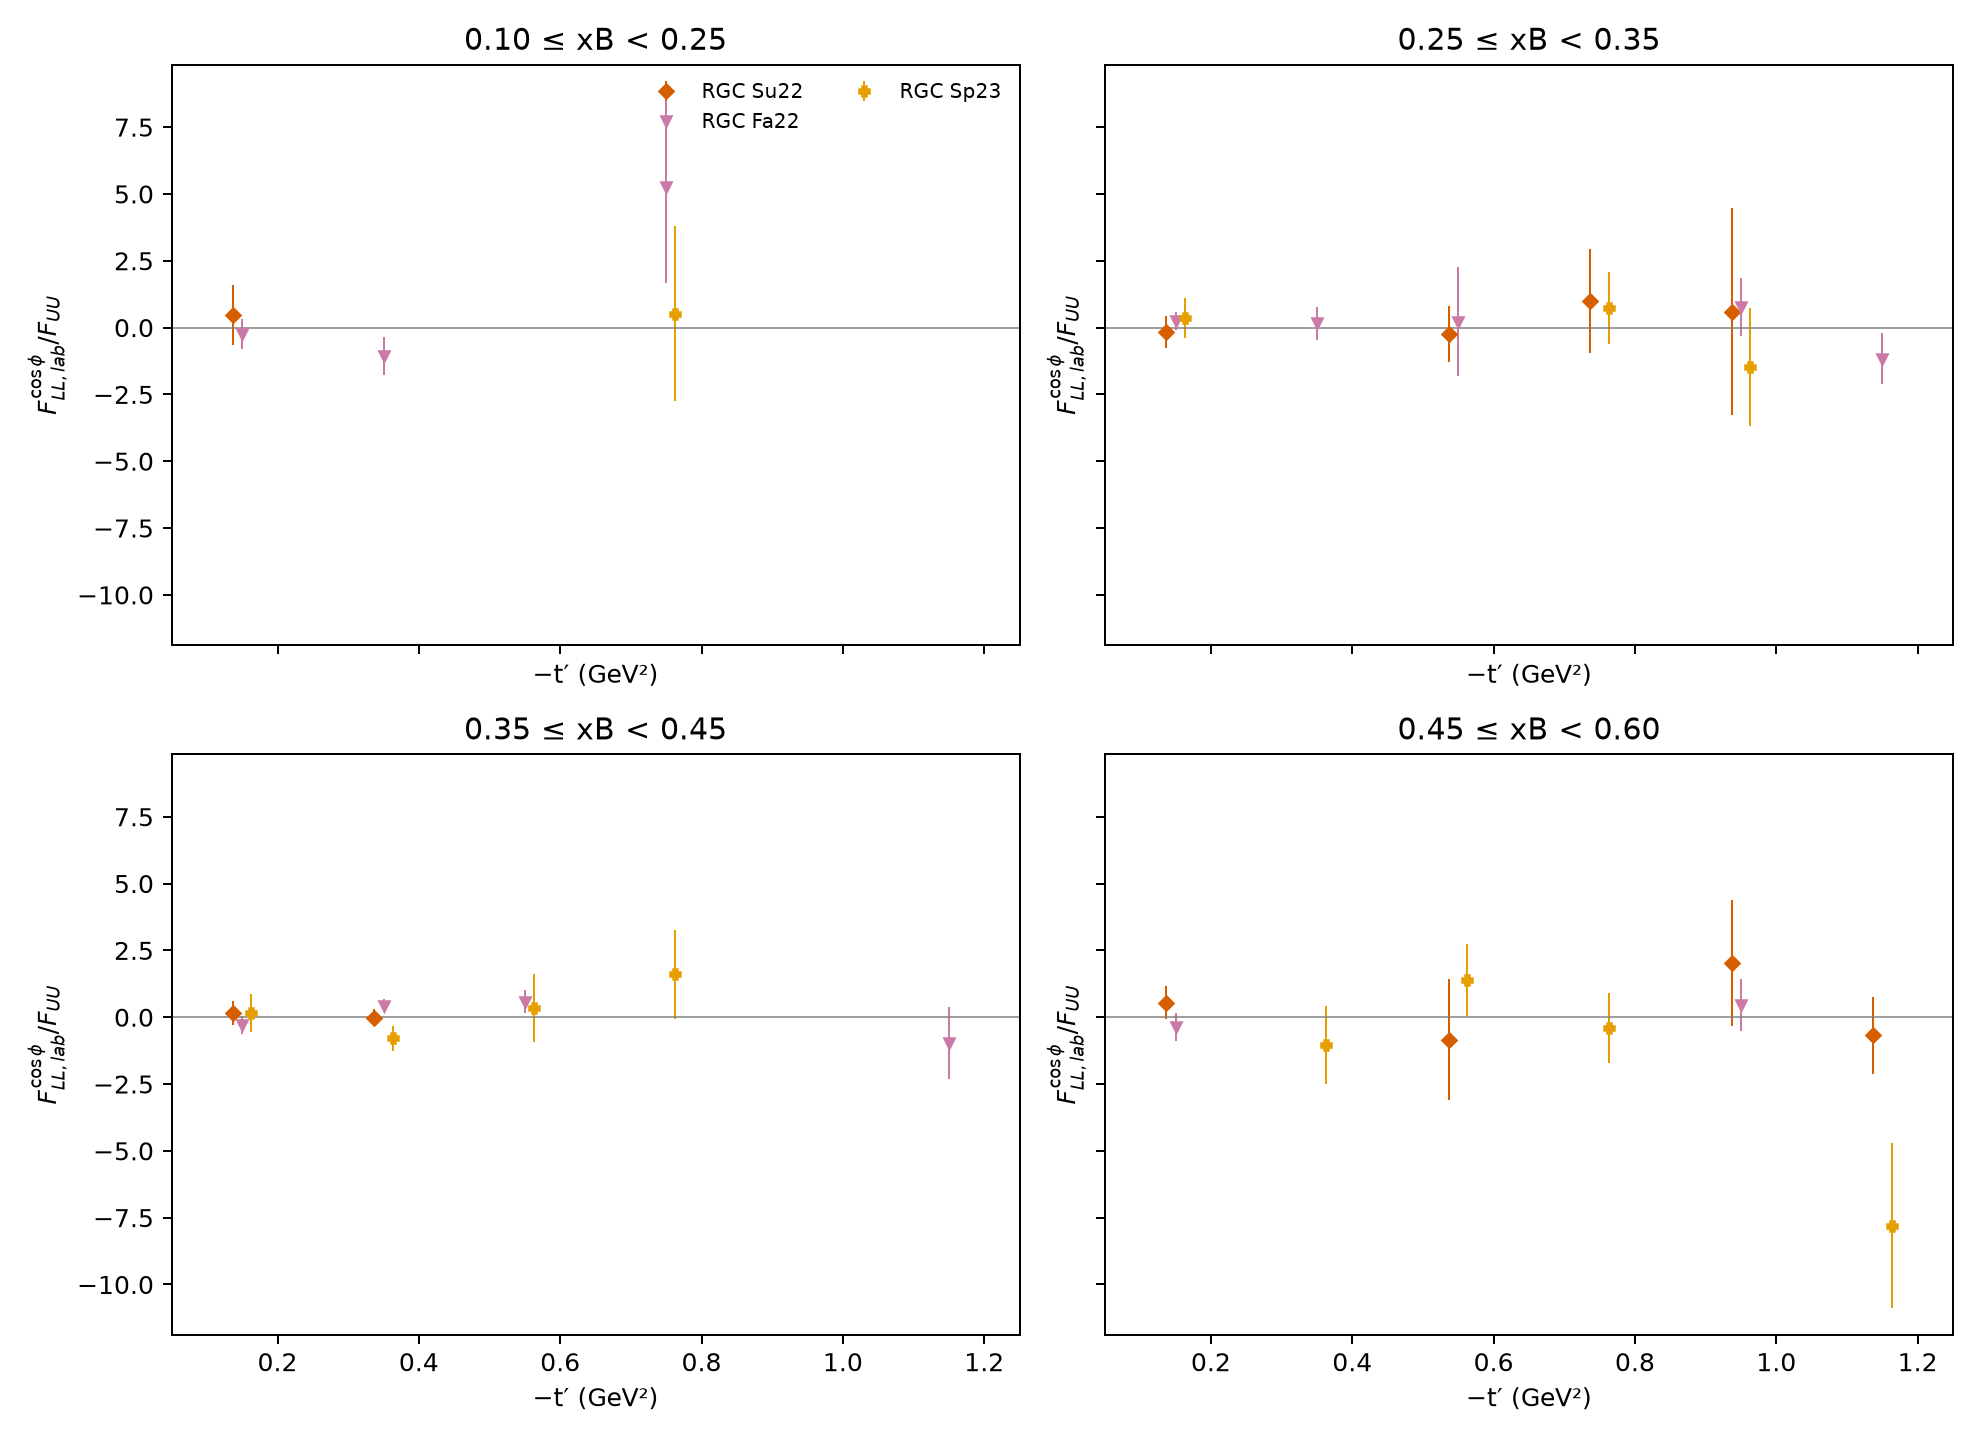 0.10 ≤ xB < 0.25
0.25 ≤ xB < 0.35
RGC Su22
RGC Fa22
RGC Sp23
7.5
5.0
2.5
0.0
−2.5
−5.0
−7.5
−10.0
F_{LL,lab}^{cos ϕ}/F_{UU}
F_{LL,lab}^{cos ϕ}/F_{UU}
−t′ (GeV²)
−t′ (GeV²)
0.35 ≤ xB < 0.45
0.45 ≤ xB < 0.60
7.5
5.0
2.5
0.0
−2.5
−5.0
−7.5
−10.0
F_{LL,lab}^{cos ϕ}/F_{UU}
F_{LL,lab}^{cos ϕ}/F_{UU}
0.2 0.4 0.6 0.8 1.0 1.2
0.2 0.4 0.6 0.8 1.0 1.2
−t′ (GeV²)
−t′ (GeV²)